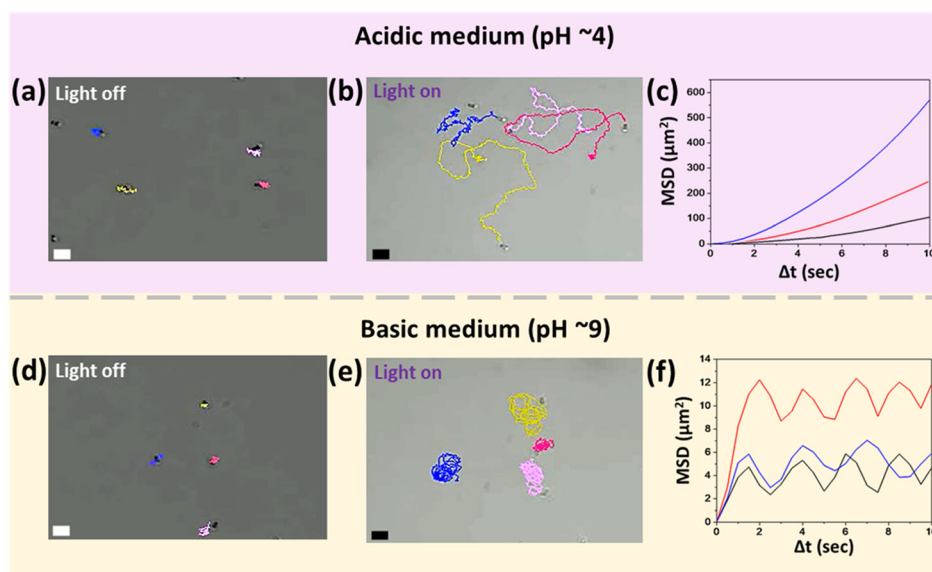 Acidic medium (pH ~4)
(a)
Light off
(b)
Light on
(c)
MSD (μm²)
600
500
400
300
200
100
0
0 2 4 6 8 10
Δt (sec)
Basic medium (pH ~9)
(d)
Light off
(e)
Light on
(f)
MSD (μm²)
14
12
10
8
6
4
2
0
0 2 4 6 8 10
Δt (sec)